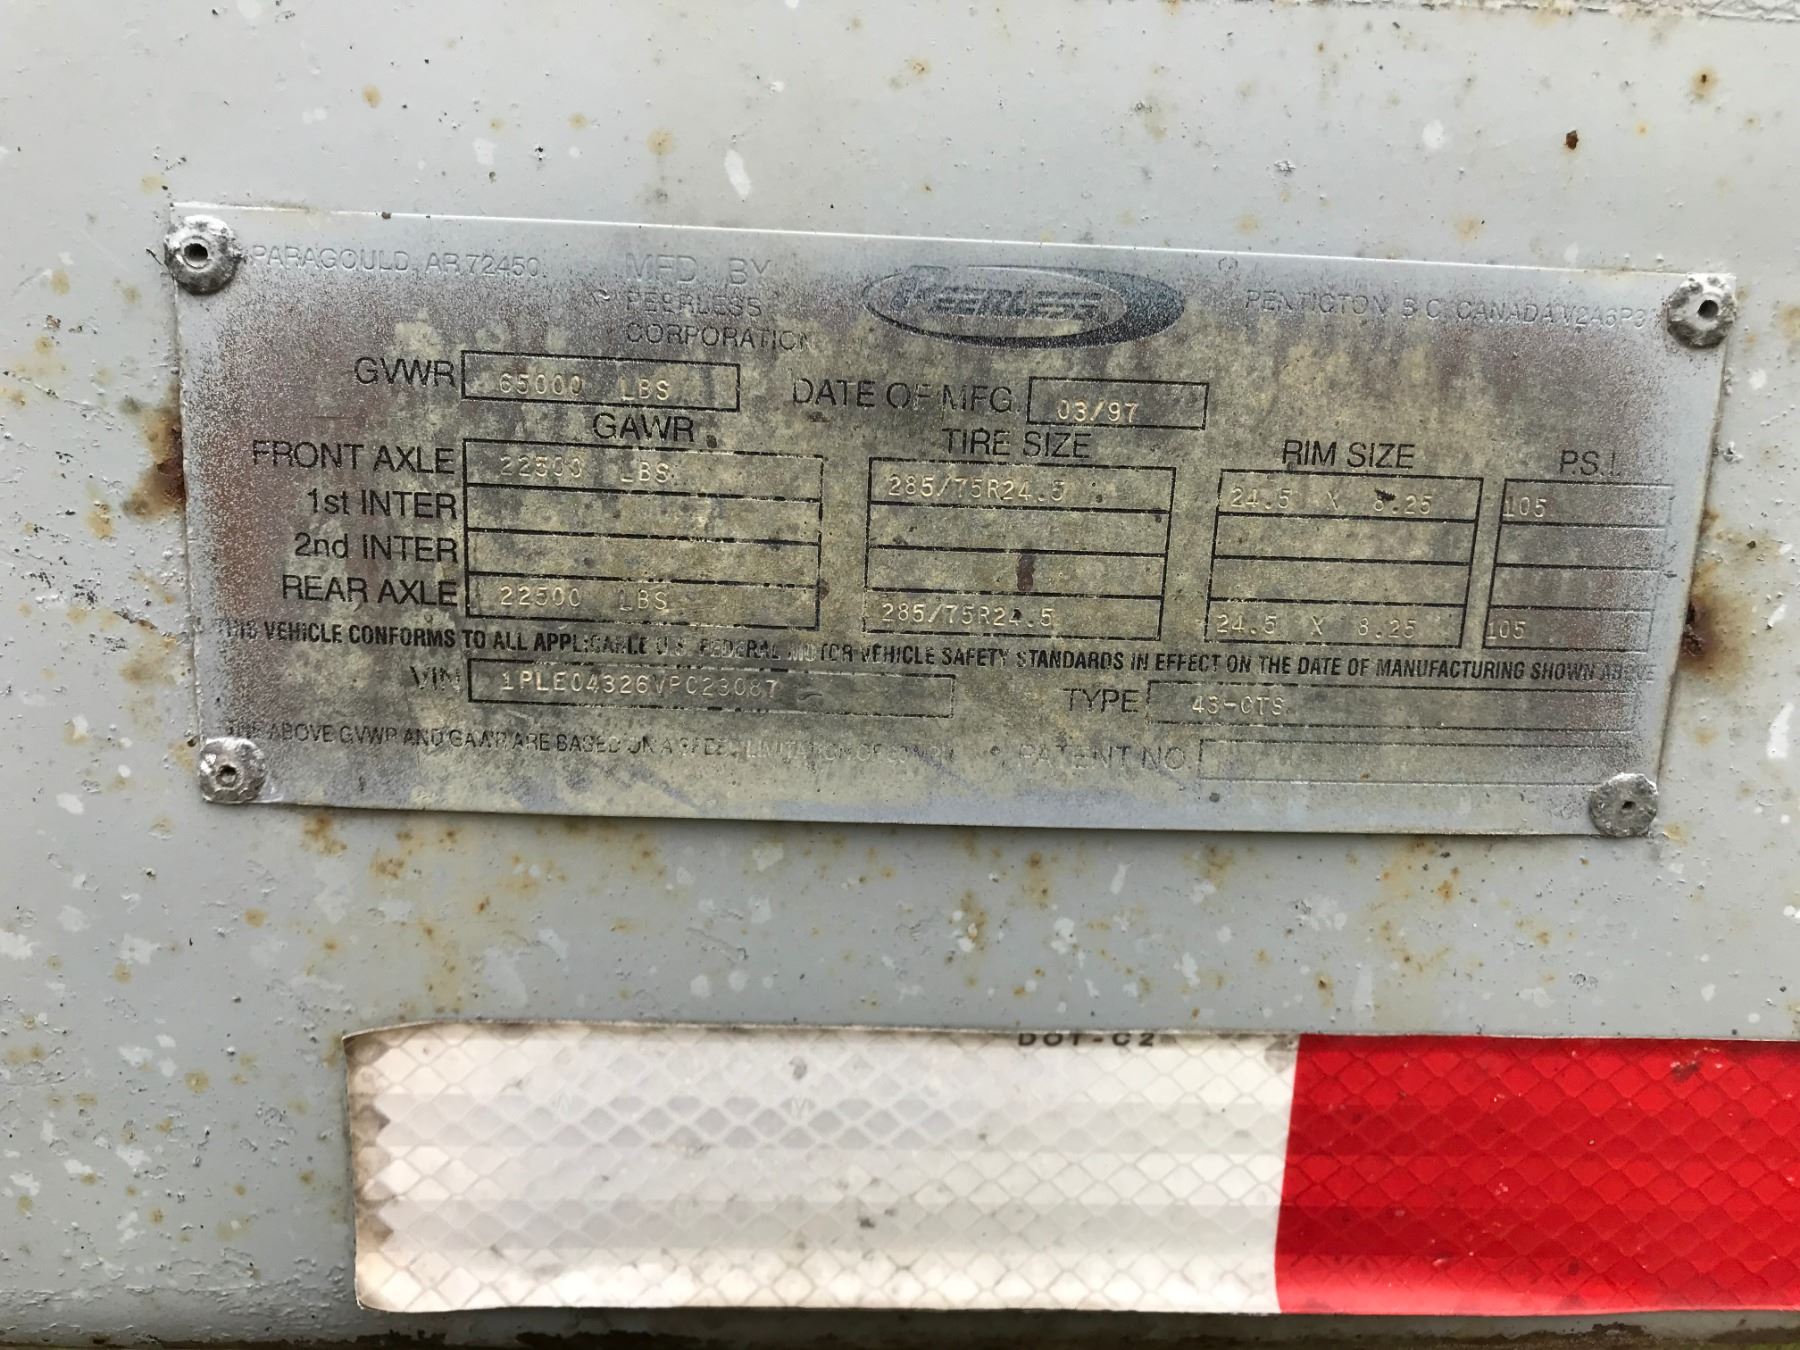 PARAGOULD, AR 72450 MFD. BY PEERLESS PENTICTON, B.C. CANADA
PEERLESS
CORPORATION
GVWR 65000 LBS DATE OF MFG. 03/97
GAWR TIRE SIZE RIM SIZE P.S.I.
FRONT AXLE 22500 LBS 285/75R24.5 24.5 X 8.25 105
1st INTER
2nd INTER
REAR AXLE 22500 LBS 285/75R24.5 24.5 X 8.25 105
THIS VEHICLE CONFORMS TO ALL APPLICABLE U.S. FEDERAL MOTOR VEHICLE SAFETY STANDARDS IN EFFECT ON THE DATE OF MANUFACTURING SHOWN ABOVE
VIN 1PLE04326VPC23087 TYPE 43-CTS
THE ABOVE GVWR AND GAWR ARE BASED ON A SPEED LIMITATION OF PATENT NO.
DOT-C2